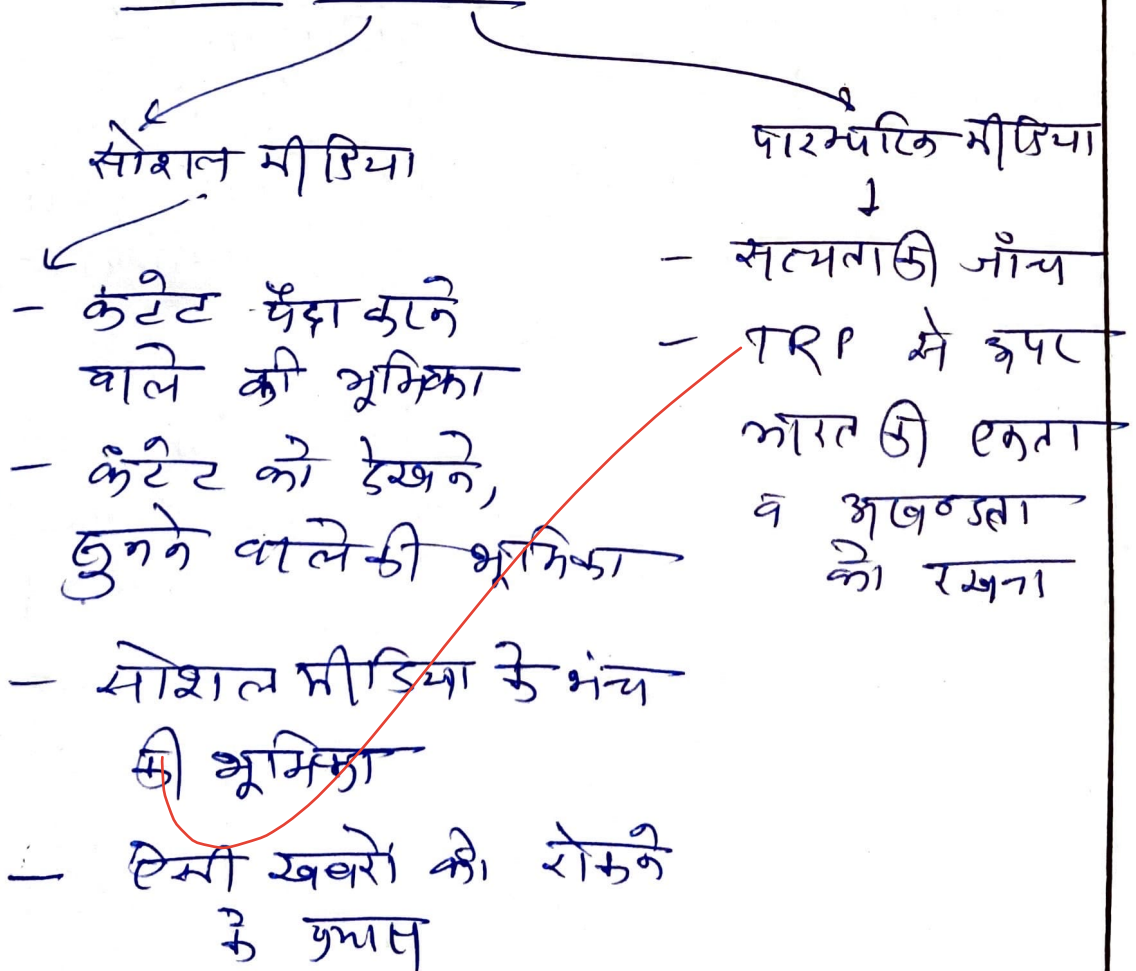 सोशल मीडिया
- कंटेट पैदा करने
वाले की भूमिका
- कंटेट को देखने,
सुनने वाले की भूमिका
- सोशल मीडिया के मंच
की भूमिका
- ऐसी खबरों को रोकने
के प्रयास
पारम्परिक मीडिया
- सत्यता की जाँच
- TRP से ऊपर
भारत की एकता
व अखण्डता
को रखना